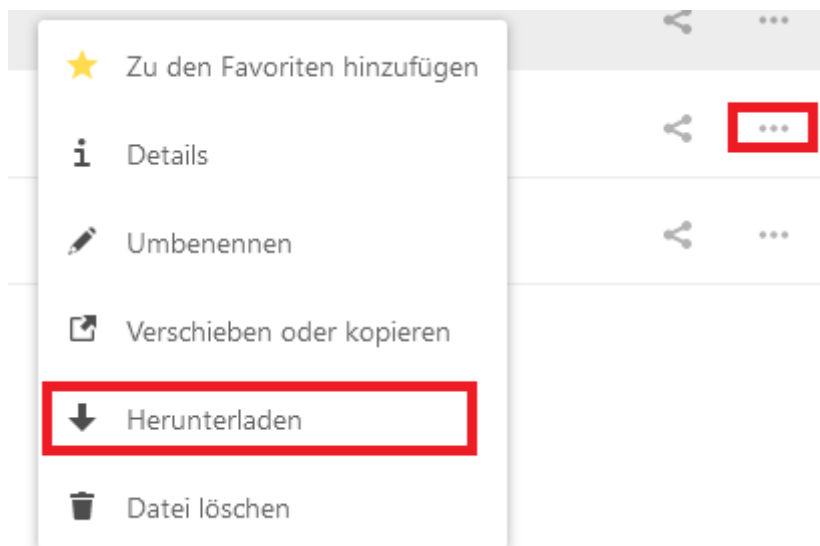 Zu den Favoriten hinzufügen
Details
Umbenennen
Verschieben oder kopieren
Herunterladen
Datei löschen